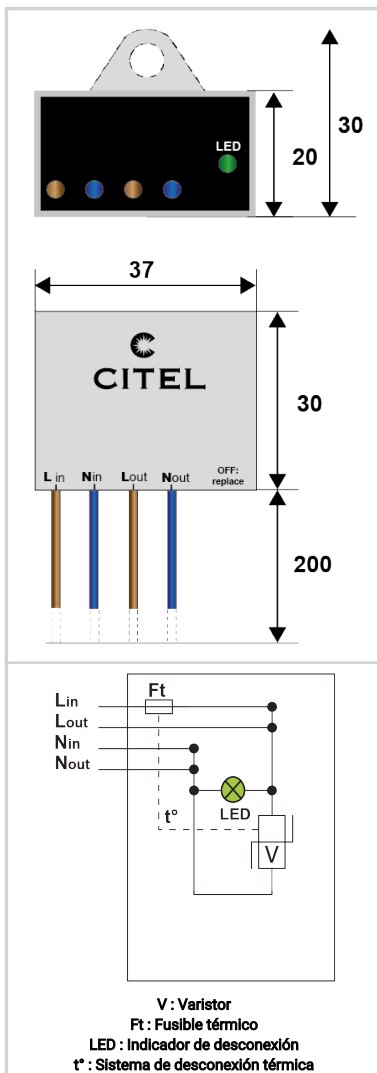 LED
30
20
37
CITEL
30
L in Nin Lout Nout OFF:
replace
200
Ft
Lin
Lout
Nin
Nout
LED
t°
V
V : Varistor
Ft : Fusible térmico
LED : Indicador de desconexión
t° : Sistema de desconexión térmica